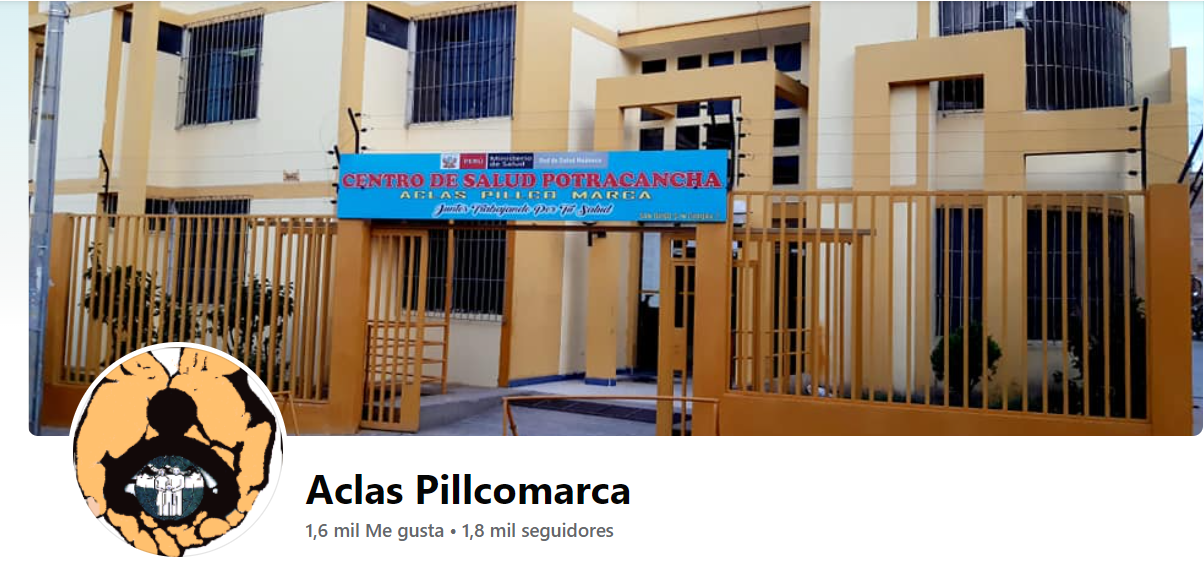 PERÚ Ministerio de Salud Red de Salud Huánuco
CENTRO DE SALUD POTRACANCHA
ACLAS PILLCO MARCA
Juntos Trabajando Por Tu Salud
Aclas Pillcomarca
1,6 mil Me gusta • 1,8 mil seguidores